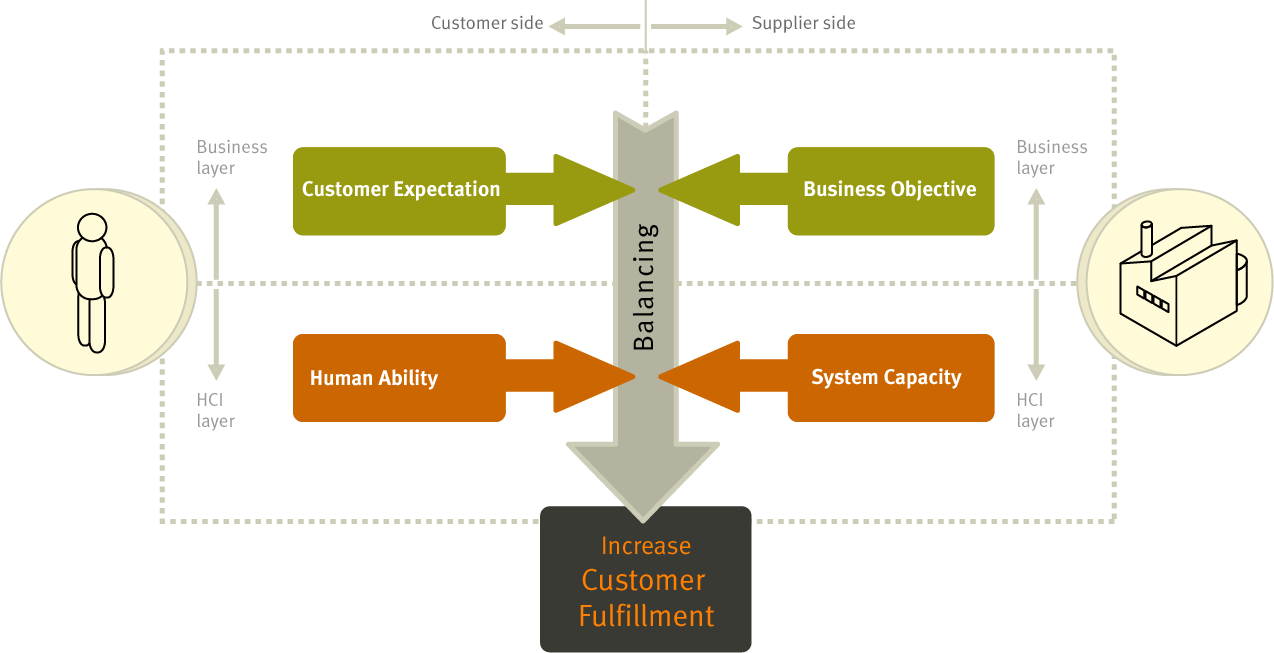 Customer side
Supplier side
Business
layer
Business
layer
Customer Expectation
Business Objective
Balancing
Human Ability
System Capacity
HCI
layer
HCI
layer
Increase
Customer
Fulfillment